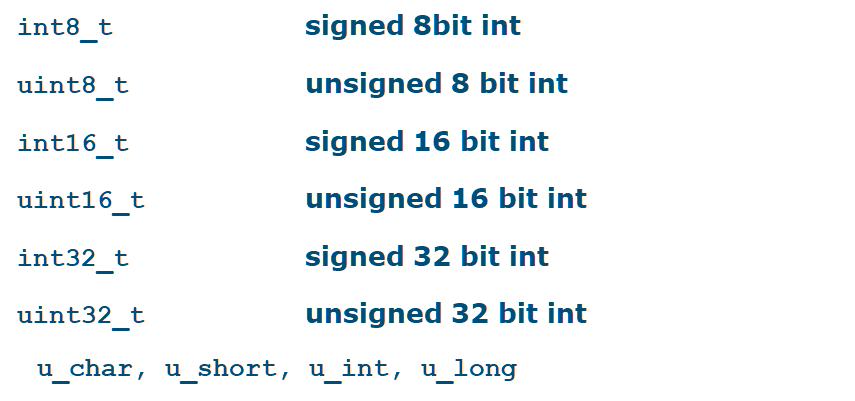 int8_t signed 8bit int
uint8_t unsigned 8 bit int
int16_t signed 16 bit int
uint16_t unsigned 16 bit int
int32_t signed 32 bit int
uint32_t unsigned 32 bit int
u_char, u_short, u_int, u_long